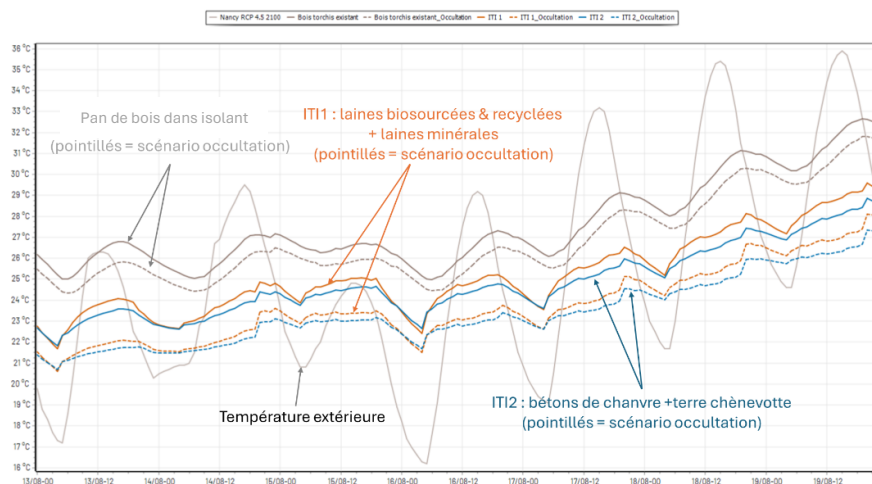 Nancy RCP 4.5 2100 Bois torchis existant Bois torchis existant_Occultation ITI 1 ITI 1_Occultation ITI 2 ITI 2_Occultation
36 °C
35 °C
34 °C
33 °C
32 °C
31 °C
30 °C
29 °C
28 °C
27 °C
26 °C
25 °C
24 °C
23 °C
22 °C
21 °C
20 °C
19 °C
18 °C
17 °C
16 °C
Pan de bois dans isolant
(pointillés = scénario occultation)
ITI1 : laines biosourcées & recyclées
+ laines minérales
(pointillés = scénario occultation)
Température extérieure
ITI2 : bétons de chanvre +terre chènevotte
(pointillés = scénario occultation)
13/08-00 13/08-12 14/08-00 14/08-12 15/08-00 15/08-12 16/08-00 16/08-12 17/08-00 17/08-12 18/08-00 18/08-12 19/08-00 19/08-12